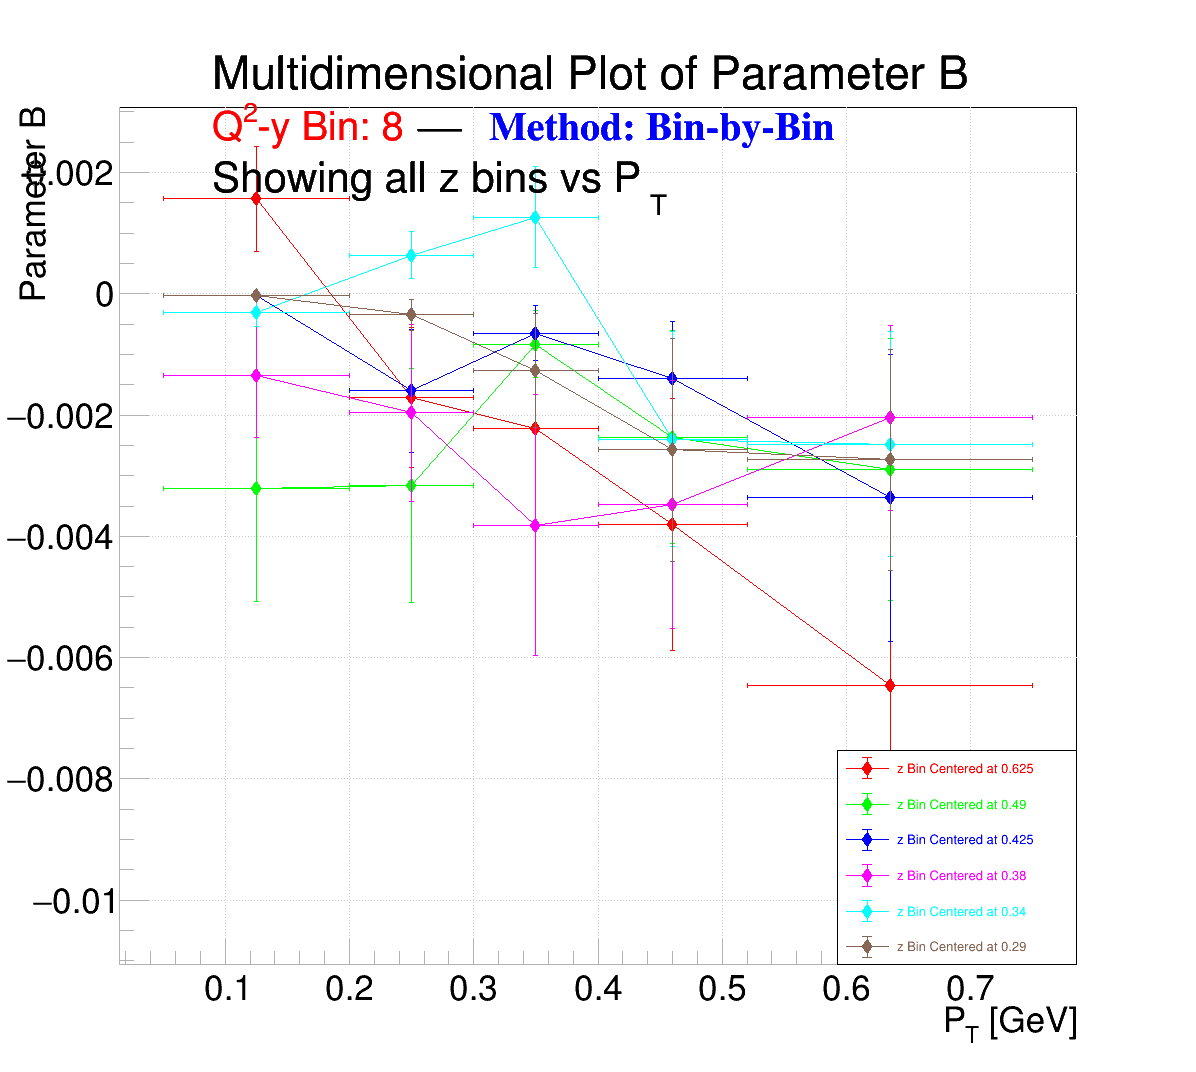 Multidimensional Plot of Parameter B
Q²-y Bin: 8 — Method: Bin-by-Bin
Showing all z bins vs P_T
Parameter B
0.002
0
−0.002
−0.004
−0.006
−0.008
−0.01
z Bin Centered at 0.625
z Bin Centered at 0.49
z Bin Centered at 0.425
z Bin Centered at 0.38
z Bin Centered at 0.34
z Bin Centered at 0.29
0.1 0.2 0.3 0.4 0.5 0.6 0.7
P_T [GeV]